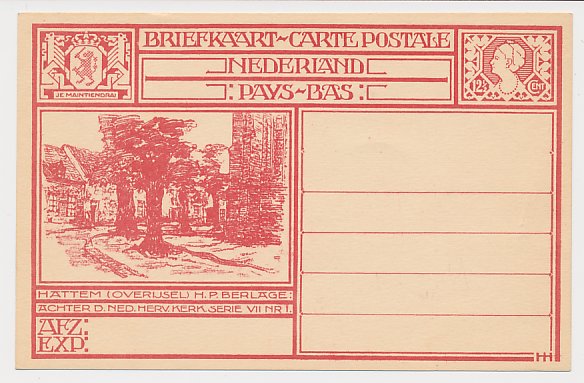 BRIEFKAART~CARTE POSTALE
NEDERLAND
:PAYS~BAS:
JE MAINTIENDRAI
12½ CENT
HATTEM (OVERIJSEL) H.P. BERLAGE:
ACHTER D. NED. HERV. KERK. SERIE VII NR 1.
AFZ:
EXP: